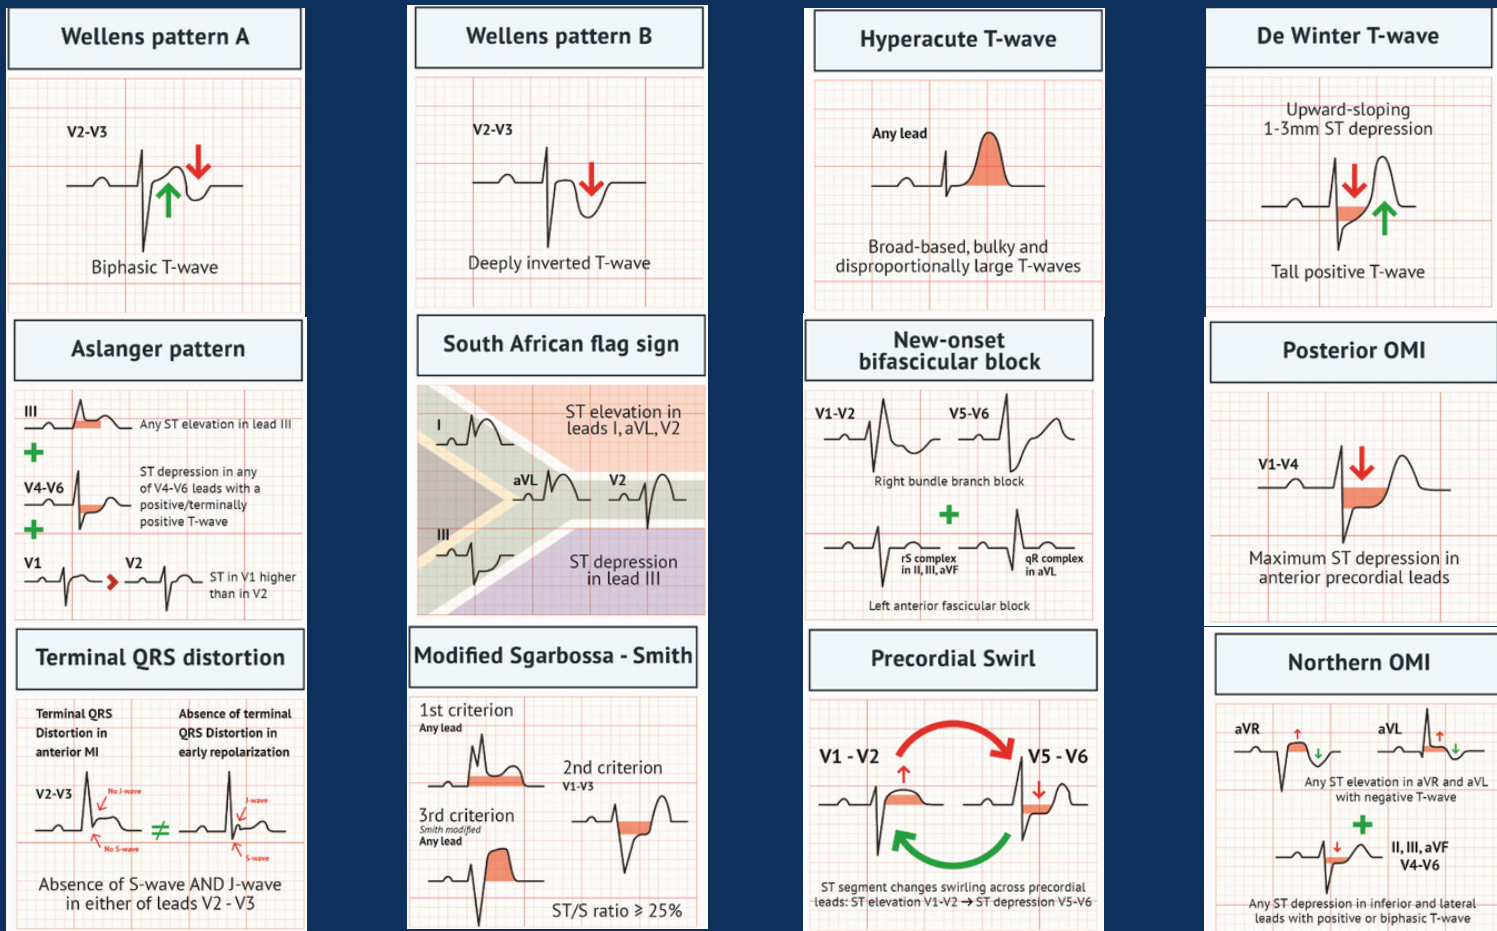 Wellens pattern A
V2-V3
Biphasic T-wave
Wellens pattern B
V2-V3
Deeply inverted T-wave
Hyperacute T-wave
Any lead
Broad-based, bulky and
disproportionally large T-waves
De Winter T-wave
Upward-sloping
1-3mm ST depression
Tall positive T-wave
Aslanger pattern
III
Any ST elevation in lead III
V4-V6
ST depression in any
of V4-V6 leads with a
positive/terminally
positive T-wave
V1
V2
ST in V1 higher
than in V2
South African flag sign
ST elevation in
leads I, aVL, V2
I
aVL
V2
III
ST depression
in lead III
New-onset
bifascicular block
V1-V2
V5-V6
Right bundle branch block
rS complex
in II, III, aVF
qR complex
in aVL
Left anterior fascicular block
Posterior OMI
V1-V4
Maximum ST depression in
anterior precordial leads
Terminal QRS distortion
Terminal QRS
Distortion in
anterior MI
Absence of terminal
QRS Distortion in
early repolarization
V2-V3
No J-wave
J-wave
≠
No S-wave
S-wave
Absence of S-wave AND J-wave
in either of leads V2 - V3
Modified Sgarbossa - Smith
1st criterion
Any lead
2nd criterion
V1-V3
3rd criterion
Smith modified
Any lead
ST/S ratio ⩾ 25%
Precordial Swirl
V1 - V2
V5 - V6
ST segment changes swirling across precordial
leads: ST elevation V1-V2 → ST depression V5-V6
Northern OMI
aVR
aVL
Any ST elevation in aVR and aVL
with negative T-wave
II, III, aVF
V4-V6
Any ST depression in inferior and lateral
leads with positive or biphasic T-wave